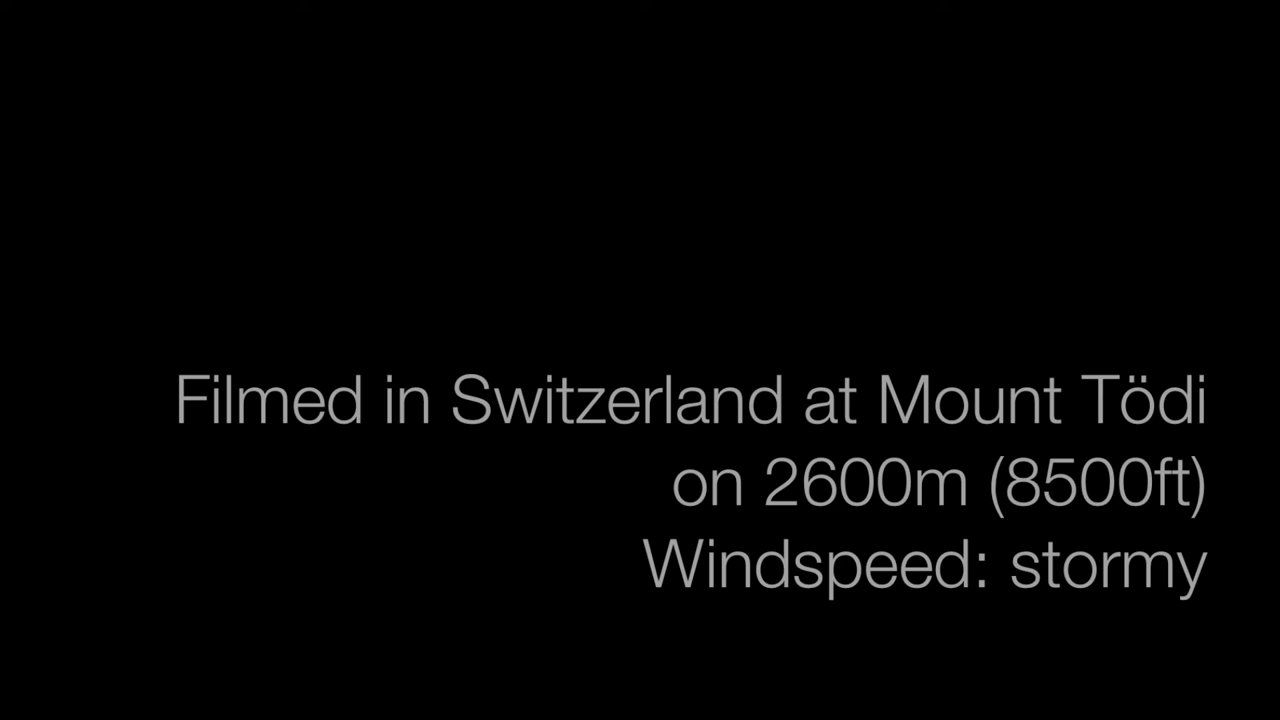 Filmed in Switzerland at Mount Tödi
on 2600m (8500ft)
Windspeed: stormy